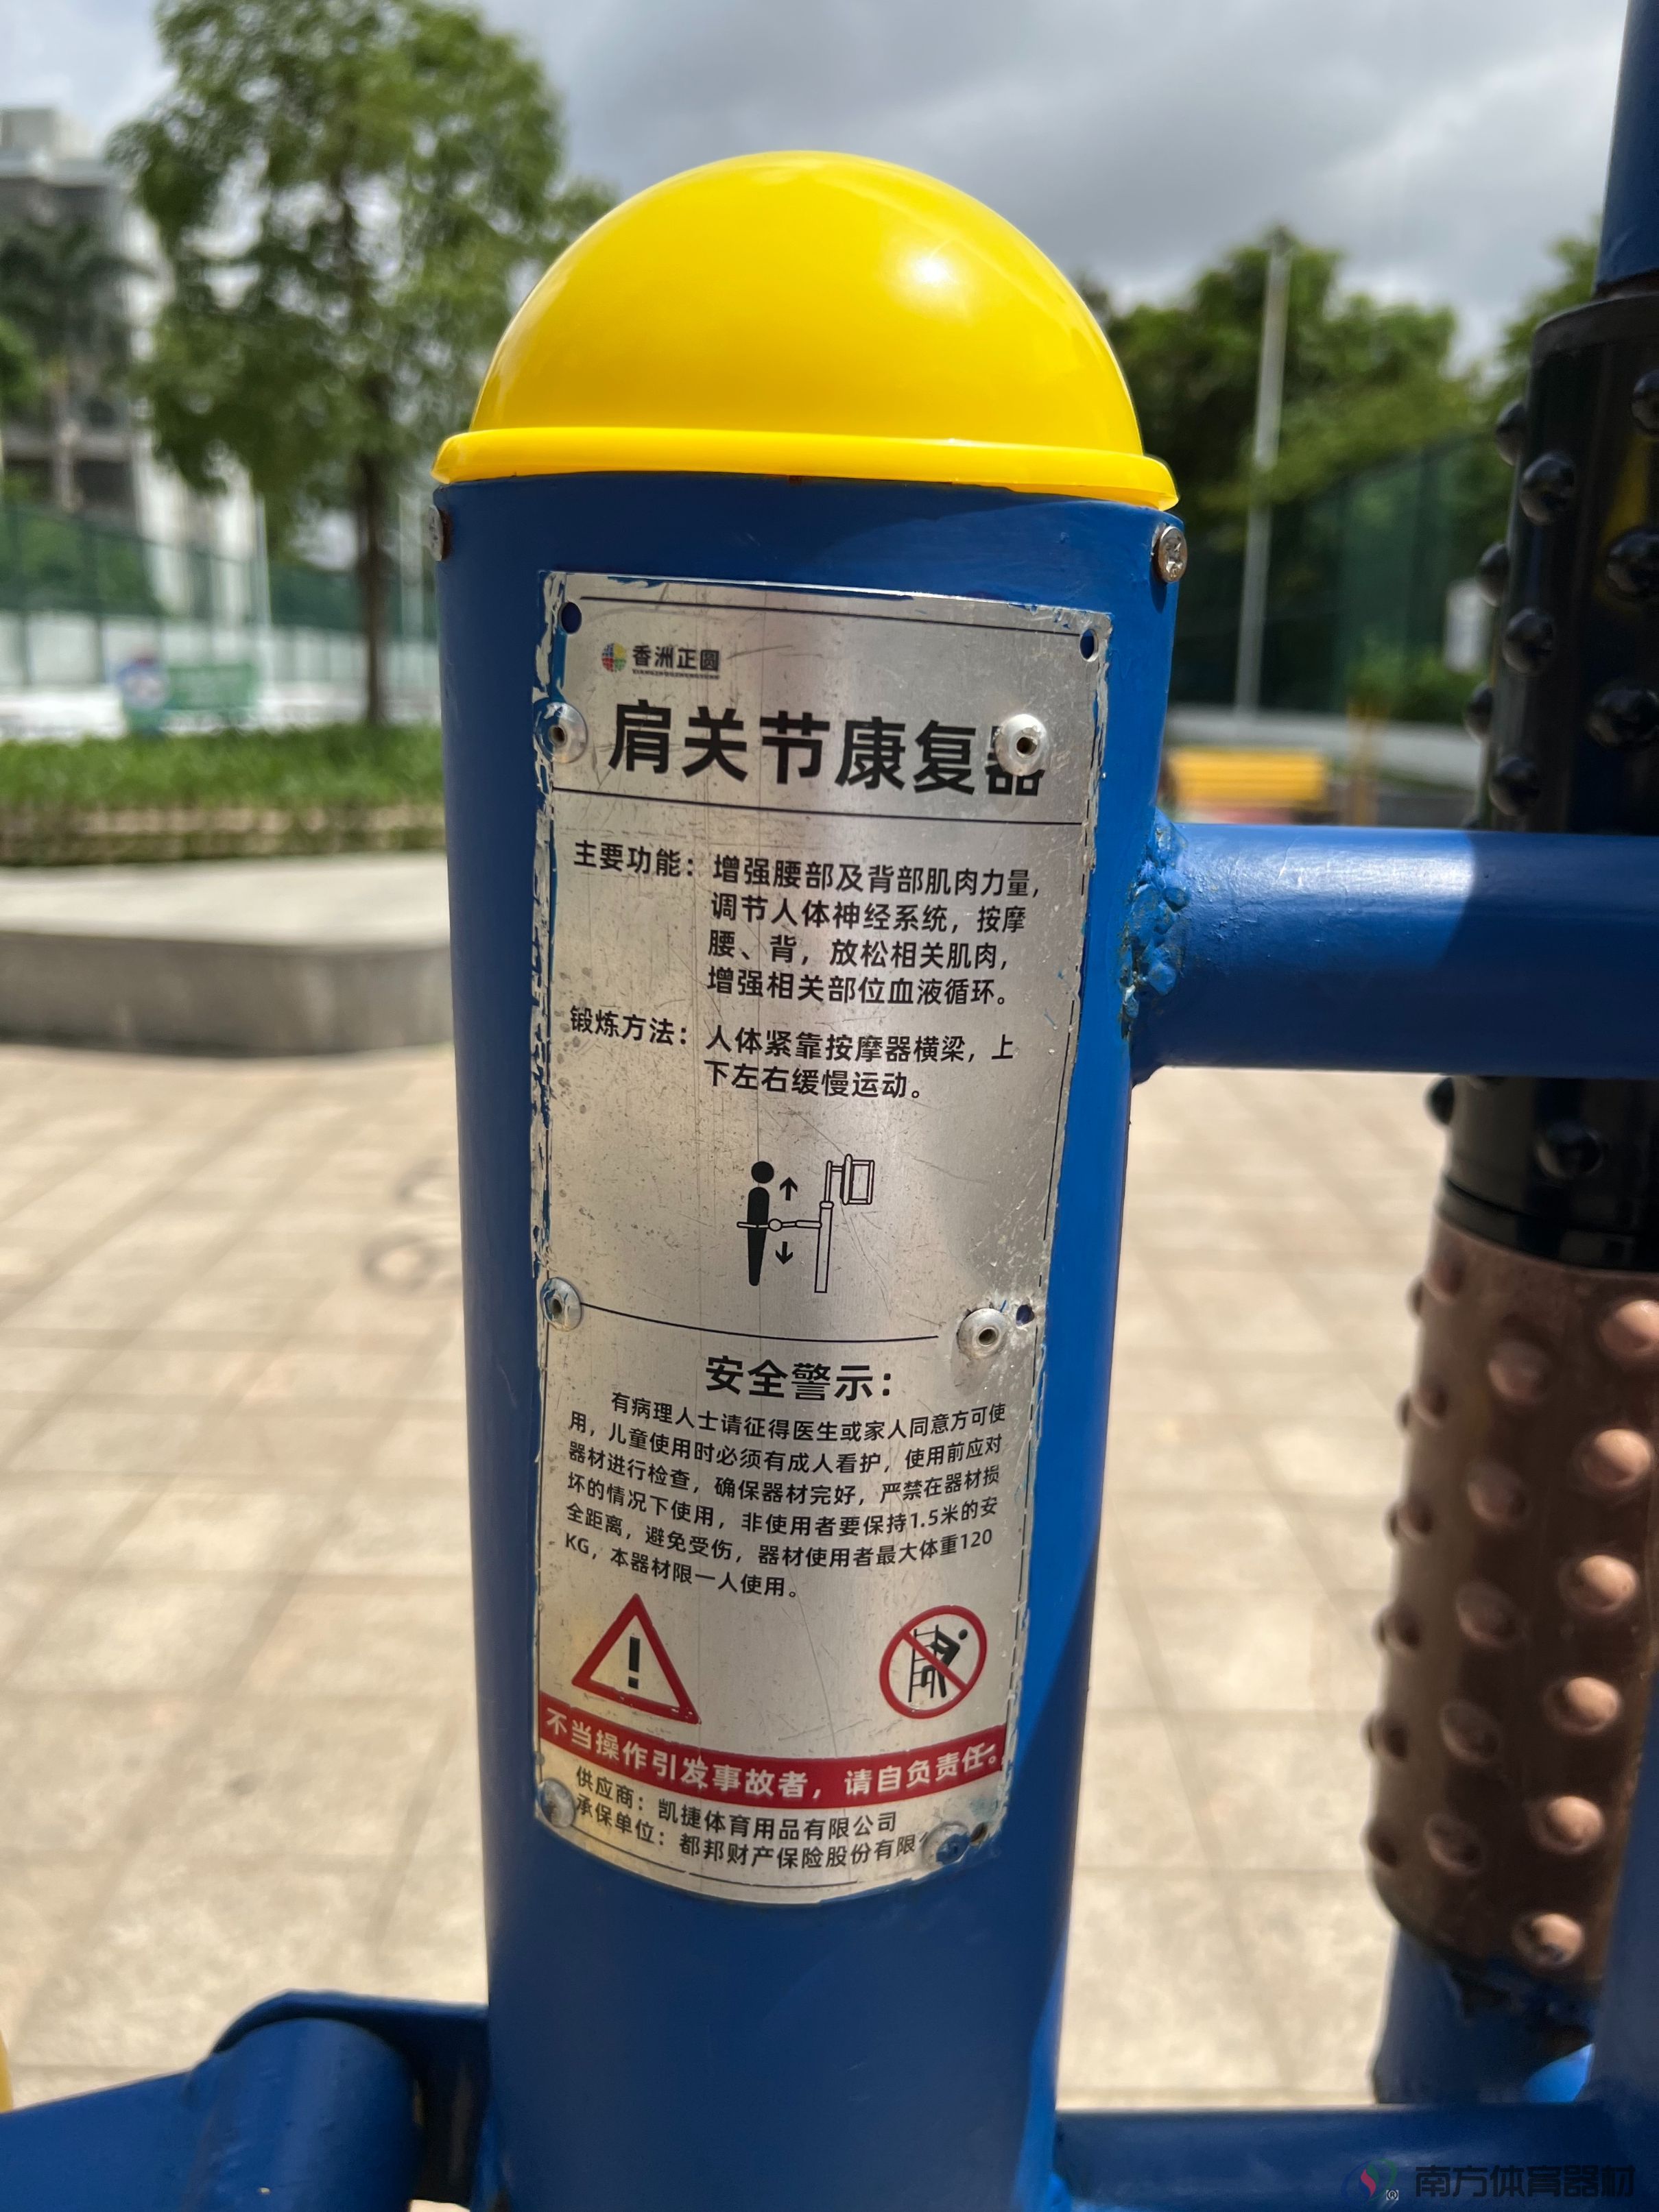 香洲正圆
XIANGZHOUZHENGYUAN
肩关节康复器
主要功能：增强腰部及背部肌肉力量，
调节人体神经系统，按摩
腰、背，放松相关肌肉，
增强相关部位血液循环。
锻炼方法：人体紧靠按摩器横梁，上
下左右缓慢运动。
安全警示：
有病理人士请征得医生或家人同意方可使
用，儿童使用时必须有成人看护，使用前应对
器材进行检查，确保器材完好，严禁在器材损
坏的情况下使用，非使用者要保持1.5米的安
全距离，避免受伤，器材使用者最大体重120
KG，本器材限一人使用。
不当操作引发事故者，请自负责任。
供应商：凯捷体育用品有限公司
承保单位：都邦财产保险股份有限
南方体育器材